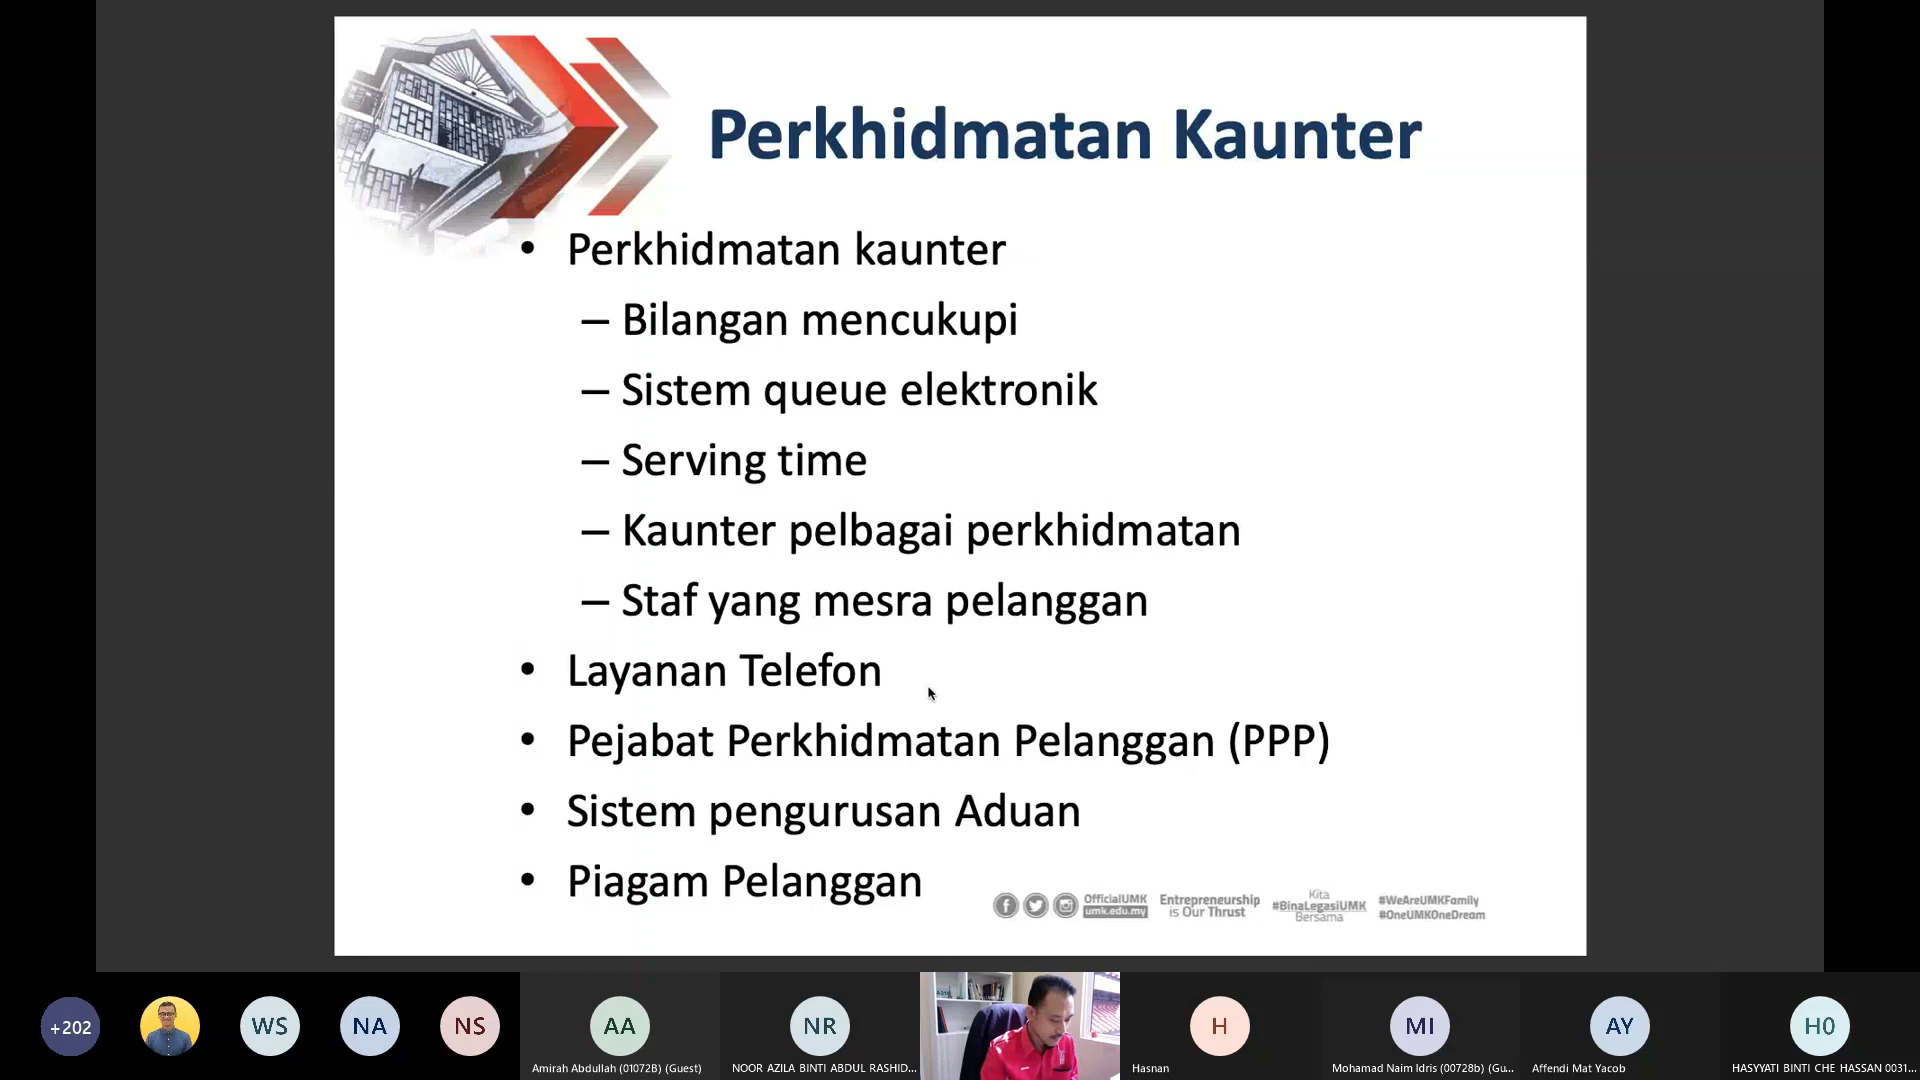 Perkhidmatan Kaunter
• Perkhidmatan kaunter
– Bilangan mencukupi
– Sistem queue elektronik
– Serving time
– Kaunter pelbagai perkhidmatan
– Staf yang mesra pelanggan
• Layanan Telefon
• Pejabat Perkhidmatan Pelanggan (PPP)
• Sistem pengurusan Aduan
• Piagam Pelanggan
OfficialUMK
umk.edu.my
Entrepreneurship
is Our Thrust
Kita
#BinaLegasiUMK
Bersama
#WeAreUMKFamily
#OneUMKOneDream
+202
WS
NA
NS
AA
Amirah Abdullah (01072B) (Guest)
NR
NOOR AZILA BINTI ABDUL RASHID...
H
Hasnan
MI
Mohamad Naim Idris (00728b) (Gu...
AY
Affendi Mat Yacob
H0
HASYYATI BINTI CHE HASSAN 0031...